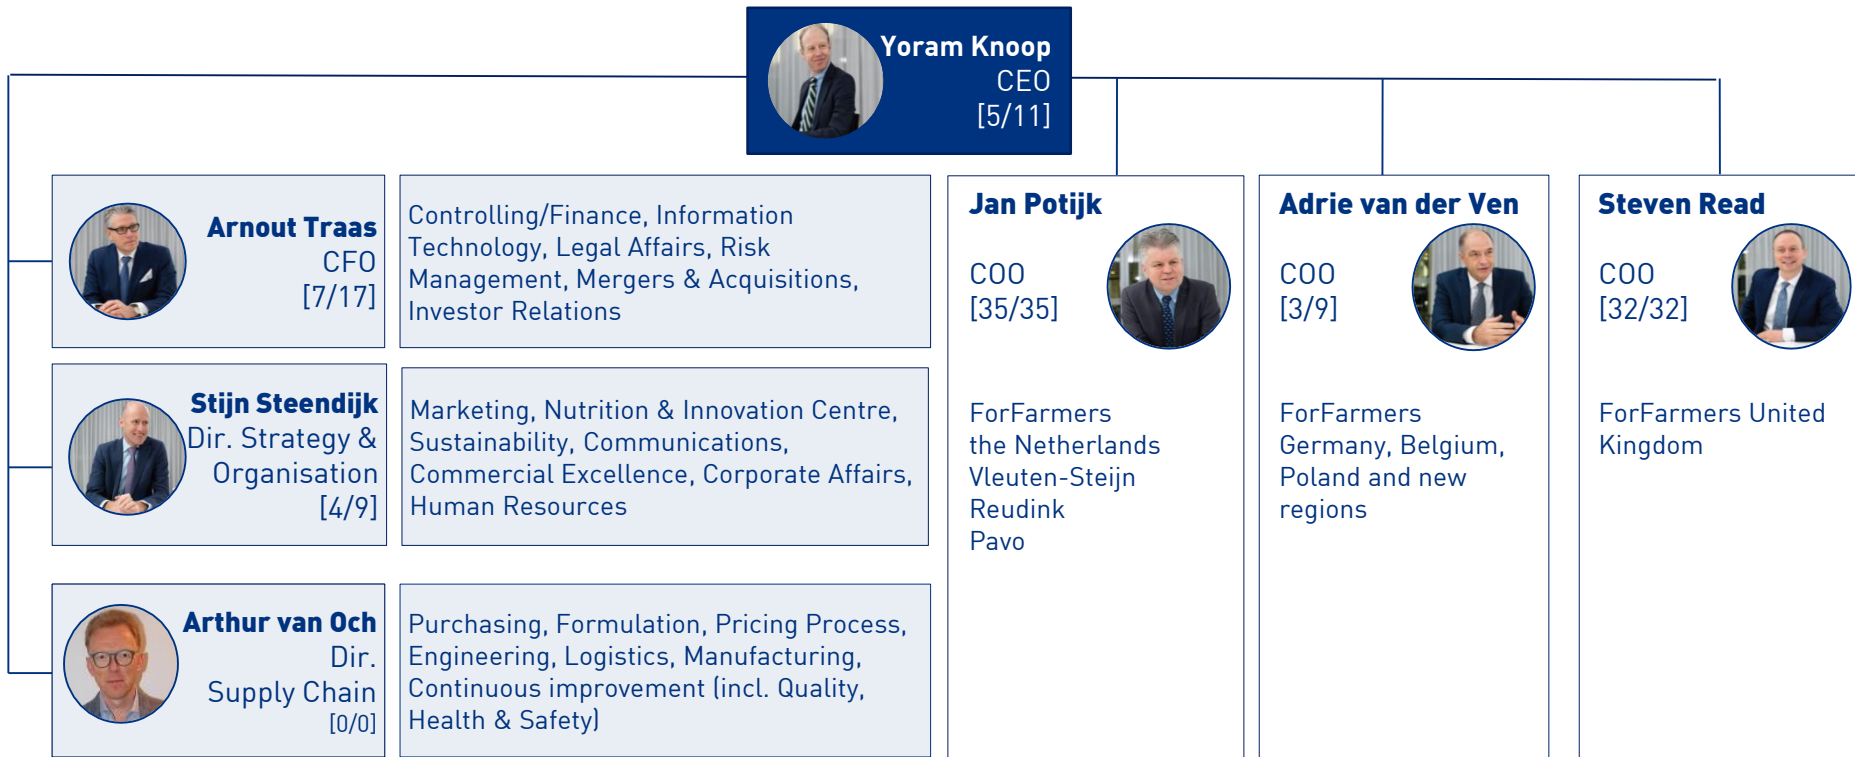 Yoram Knoop
CEO
[5/11]
Arnout Traas
CFO
[7/17]
Controlling/Finance, Information
Technology, Legal Affairs, Risk
Management, Mergers & Acquisitions,
Investor Relations
Stijn Steendijk
Dir. Strategy &
Organisation
[4/9]
Marketing, Nutrition & Innovation Centre,
Sustainability, Communications,
Commercial Excellence, Corporate Affairs,
Human Resources
Arthur van Och
Dir.
Supply Chain
[0/0]
Purchasing, Formulation, Pricing Process,
Engineering, Logistics, Manufacturing,
Continuous improvement (incl. Quality,
Health & Safety)
Jan Potijk
COO
[35/35]
ForFarmers
the Netherlands
Vleuten-Steijn
Reudink
Pavo
Adrie van der Ven
COO
[3/9]
ForFarmers
Germany, Belgium,
Poland and new
regions
Steven Read
COO
[32/32]
ForFarmers United
Kingdom